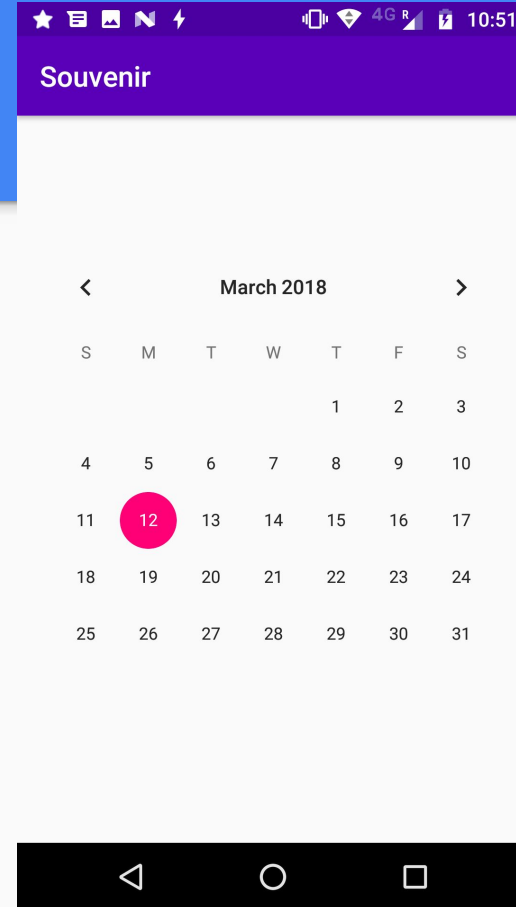 4G R 10:51
Souvenir
March 2018
S M T W T F S
1 2 3
4 5 6 7 8 9 10
11 12 13 14 15 16 17
18 19 20 21 22 23 24
25 26 27 28 29 30 31